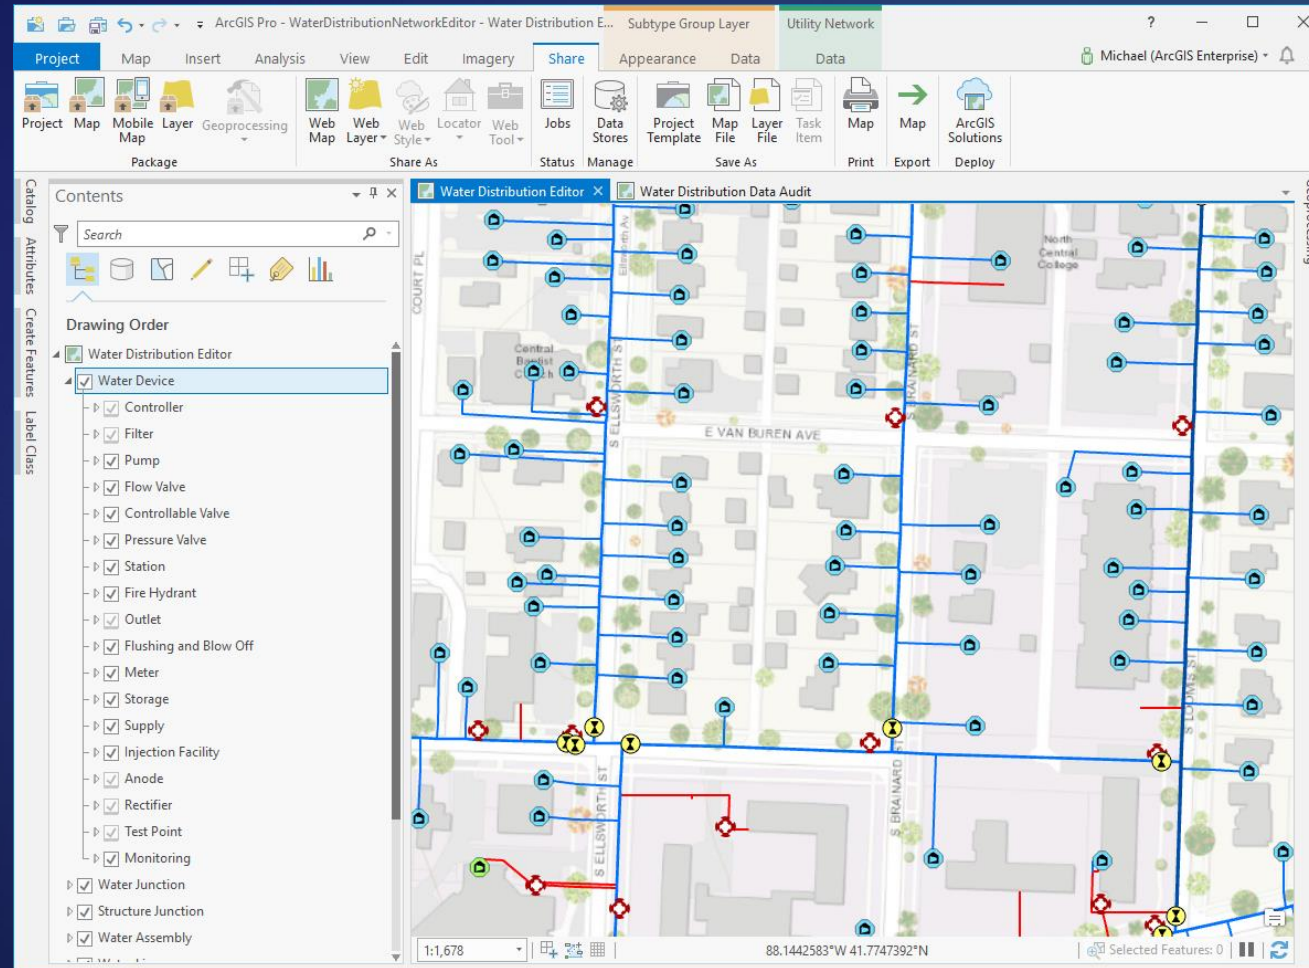 ArcGIS Pro - WaterDistributionNetworkEditor - Water Distribution E...
Subtype Group Layer
Utility Network
?
Project Map Insert Analysis View Edit Imagery Share Appearance Data Data
Michael (ArcGIS Enterprise)
Project Map Mobile Map Layer Geoprocessing
Package
Web Map Web Layer Web Style Locator Web Tool
Share As
Jobs
Status
Data Stores
Manage
Project Template Map File Layer File Task Item
Save As
Map
Print
Map
Export
ArcGIS Solutions
Deploy
Catalog
Attributes
Create Features
Label Class
Contents
Search
Drawing Order
Water Distribution Editor
Water Device
Controller
Filter
Pump
Flow Valve
Controllable Valve
Pressure Valve
Station
Fire Hydrant
Outlet
Flushing and Blow Off
Meter
Storage
Supply
Injection Facility
Anode
Rectifier
Test Point
Monitoring
Water Junction
Structure Junction
Water Assembly
Water Distribution Editor
Water Distribution Data Audit
COURT PL
Ellsworth Av
North
Central
College
Central
Baptist
S ELLSWORTH ST
S BRAINARD ST
E VAN BUREN AVE
S LOOMIS ST
S ELLSWORTH ST
S BRAINARD
1:1,678
88.1442583°W 41.7747392°N
Selected Features: 0